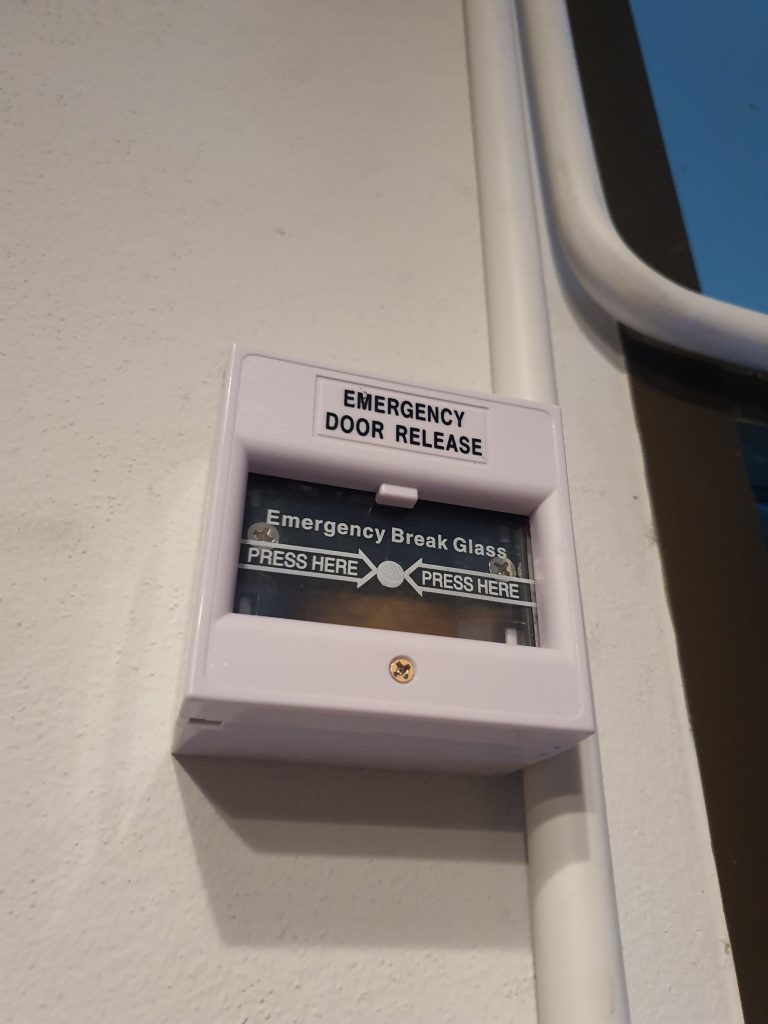 EMERGENCY
DOOR RELEASE
Emergency Break Glass
PRESS HERE PRESS HERE